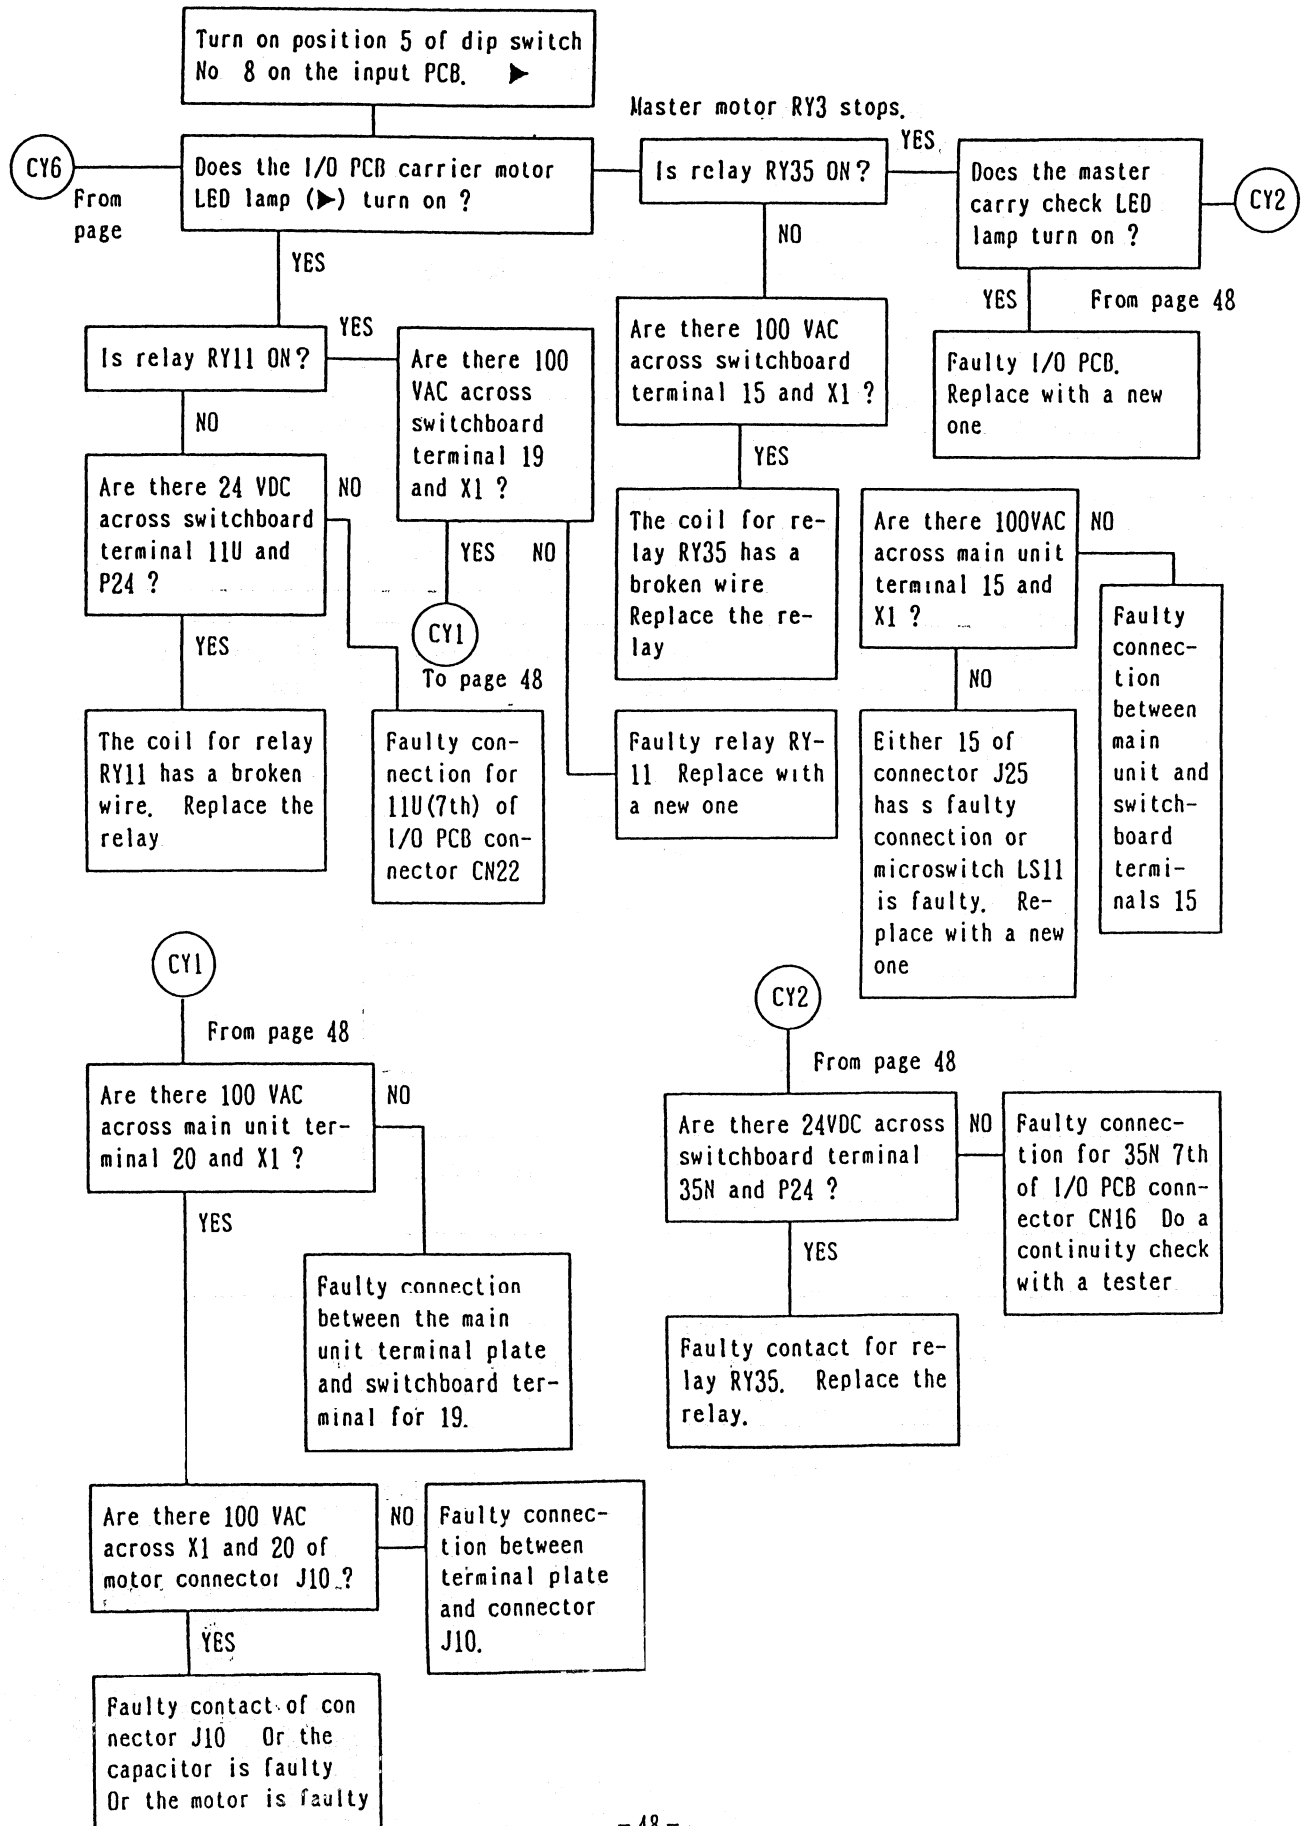 Turn on position 5 of dip switch
No 8 on the input PCB. ►
Master motor RY3 stops.
CY6
From
page
Does the I/O PCB carrier motor
LED lamp (►) turn on ?
Is relay RY35 ON ?
YES
Does the master
carry check LED
lamp turn on ?
CY2
YES
NO
YES
From page 48
Is relay RY11 ON ?
YES
Are there 100
VAC across
switchboard
terminal 19
and X1 ?
Are there 100 VAC
across switchboard
terminal 15 and X1 ?
Faulty I/O PCB.
Replace with a new
one
NO
YES
Are there 24 VDC
across switchboard
terminal 11U and
P24 ?
NO
YES
NO
The coil for re-
lay RY35 has a
broken wire
Replace the re-
lay
Are there 100VAC
across main unit
terminal 15 and
X1 ?
NO
Faulty
connec-
tion
between
main
unit and
switch-
board
termi-
nals 15
YES
CY1
To page 48
NO
The coil for relay
RY11 has a broken
wire. Replace the
relay
Faulty con-
nection for
11U(7th) of
I/O PCB con-
nector CN22
Faulty relay RY-
11 Replace with
a new one
Either 15 of
connector J25
has s faulty
connection or
microswitch LS11
is faulty. Re-
place with a new
one
CY1
From page 48
Are there 100 VAC
across main unit ter-
minal 20 and X1 ?
NO
YES
Faulty connection
between the main
unit terminal plate
and switchboard ter-
minal for 19.
CY2
From page 48
Are there 24VDC across
switchboard terminal
35N and P24 ?
NO
Faulty connec-
tion for 35N 7th
of I/O PCB conn-
ector CN16 Do a
continuity check
with a tester
YES
Faulty contact for re-
lay RY35. Replace the
relay.
Are there 100 VAC
across X1 and 20 of
motor connector J10 ?
NO
Faulty connec-
tion between
terminal plate
and connector
J10.
YES
Faulty contact of con
nector J10 Or the
capacitor is faulty
Or the motor is faulty
- 48 -